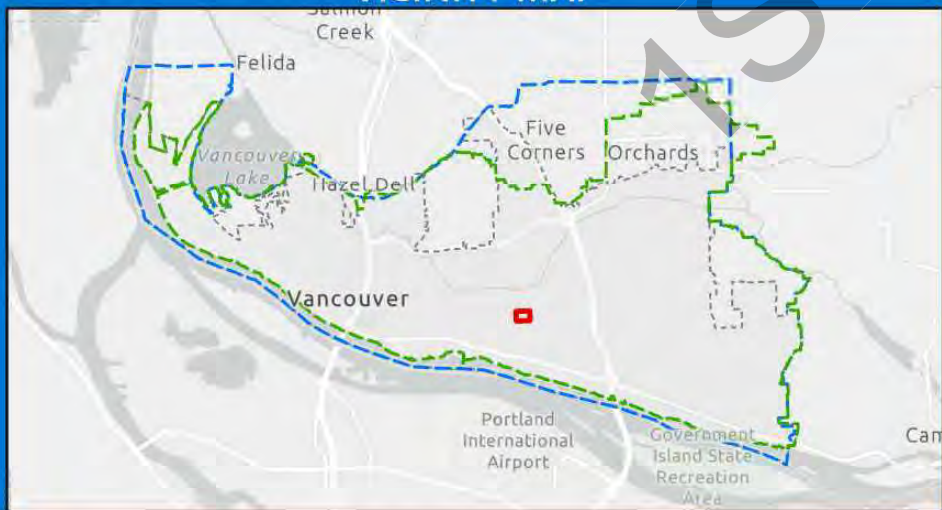 Salmon
Creek
Felida
Five
Corners
Orchards
Vancouver
Lake
Hazel Dell
Vancouver
Portland
International
Airport
Government
Island State
Recreation
Area